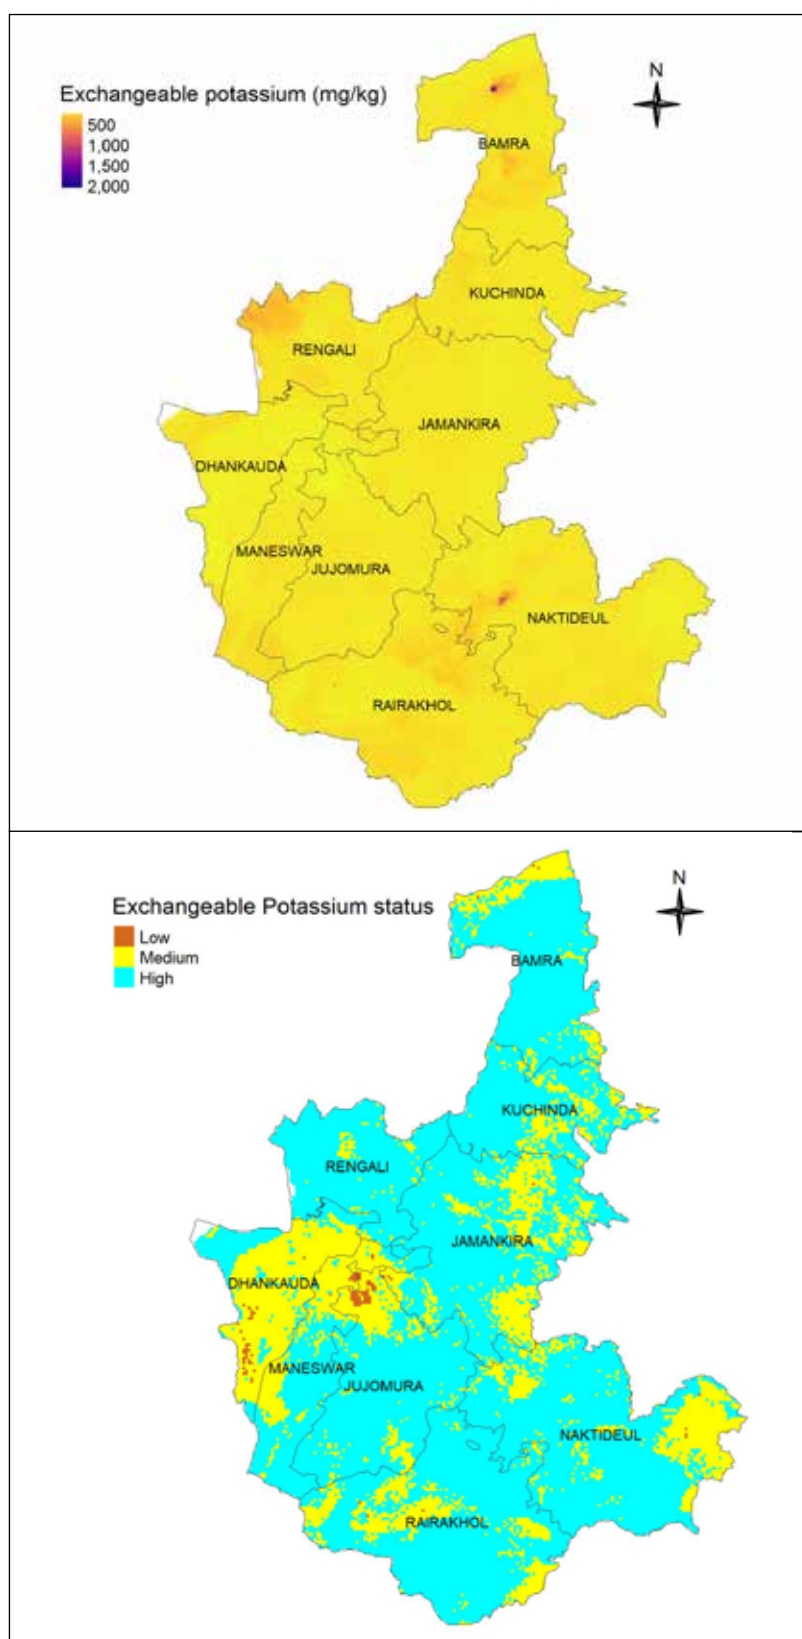 N
Exchangeable potassium (mg/kg)
500
1,000
1,500
2,000
BAMRA
KUCHINDA
RENGALI
JAMANKIRA
DHANKAUDA
MANESWAR
JUJOMURA
NAKTIDEUL
RAIRAKHOL
N
Exchangeable Potassium status
Low
Medium
High
BAMRA
KUCHINDA
RENGALI
JAMANKIRA
DHANKAUDA
MANESWAR
JUJOMURA
NAKTIDEUL
RAIRAKHOL